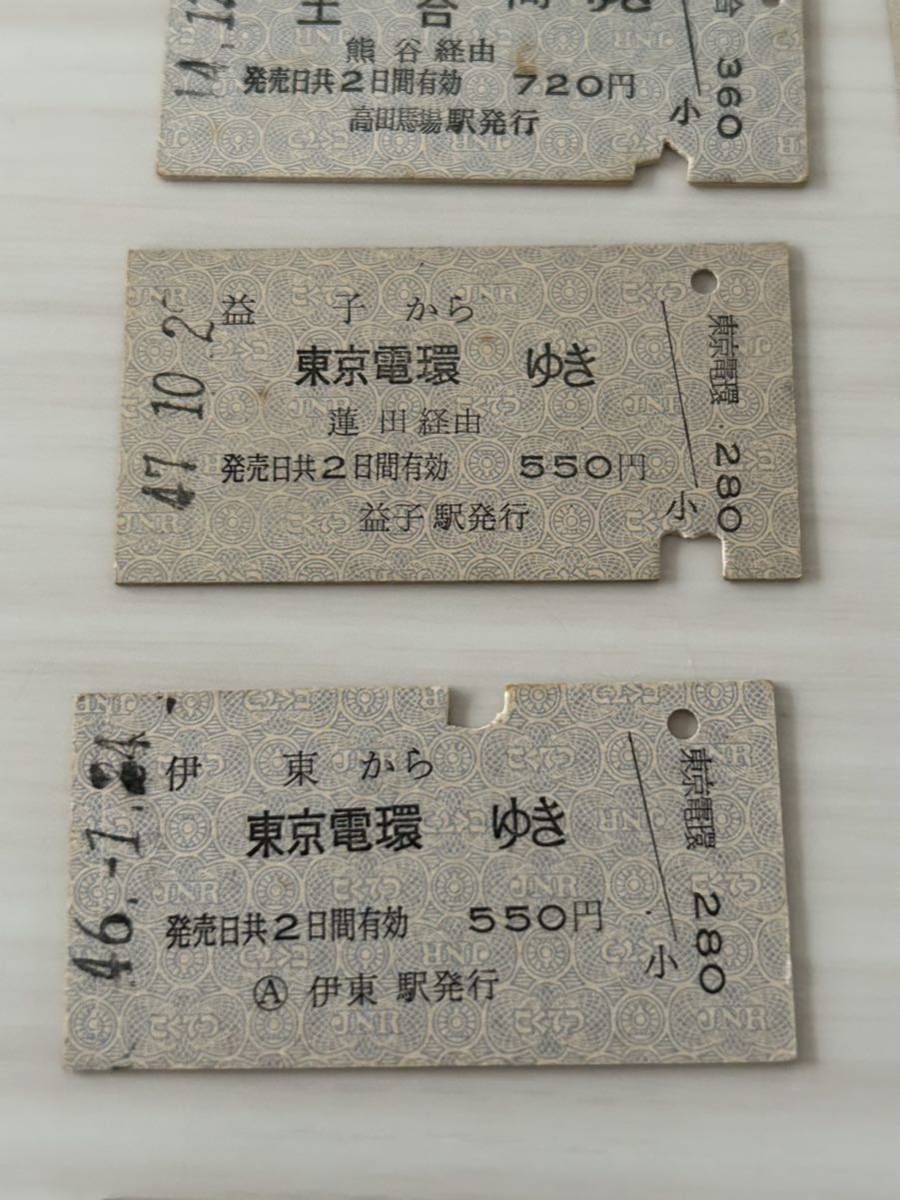 土合
熊谷経由
発売日共2日間有効 720円
高田馬場駅発行
小
360
47.10.2
益子から
東京電環 ゆき
蓮田経由
発売日共2日間有効 550円
益子駅発行
小
東京電環 280
46.-1.24
伊東から
東京電環 ゆき
発売日共2日間有効 550円
Ⓐ 伊東駅発行
小
東京電環 280